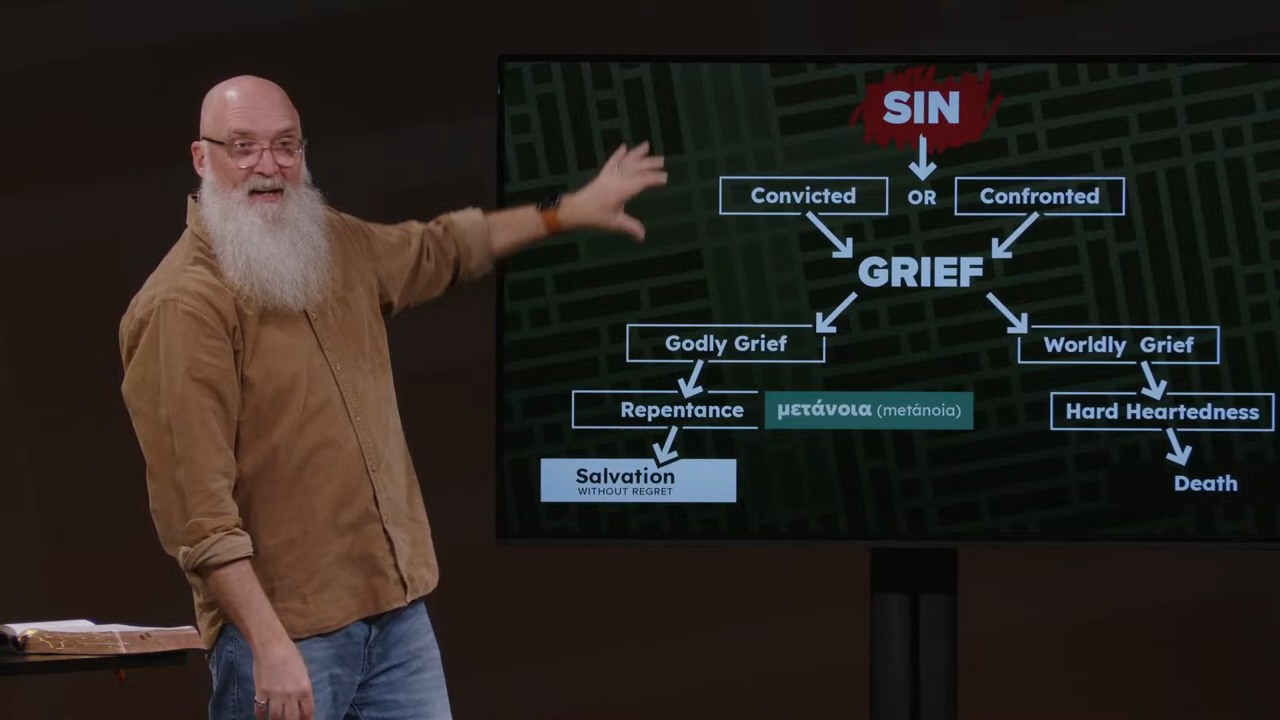 SIN
Convicted OR Confronted
GRIEF
Godly Grief Worldly Grief
Repentance μετάνοια (metánoia) Hard Heartedness
Salvation
WITHOUT REGRET
Death